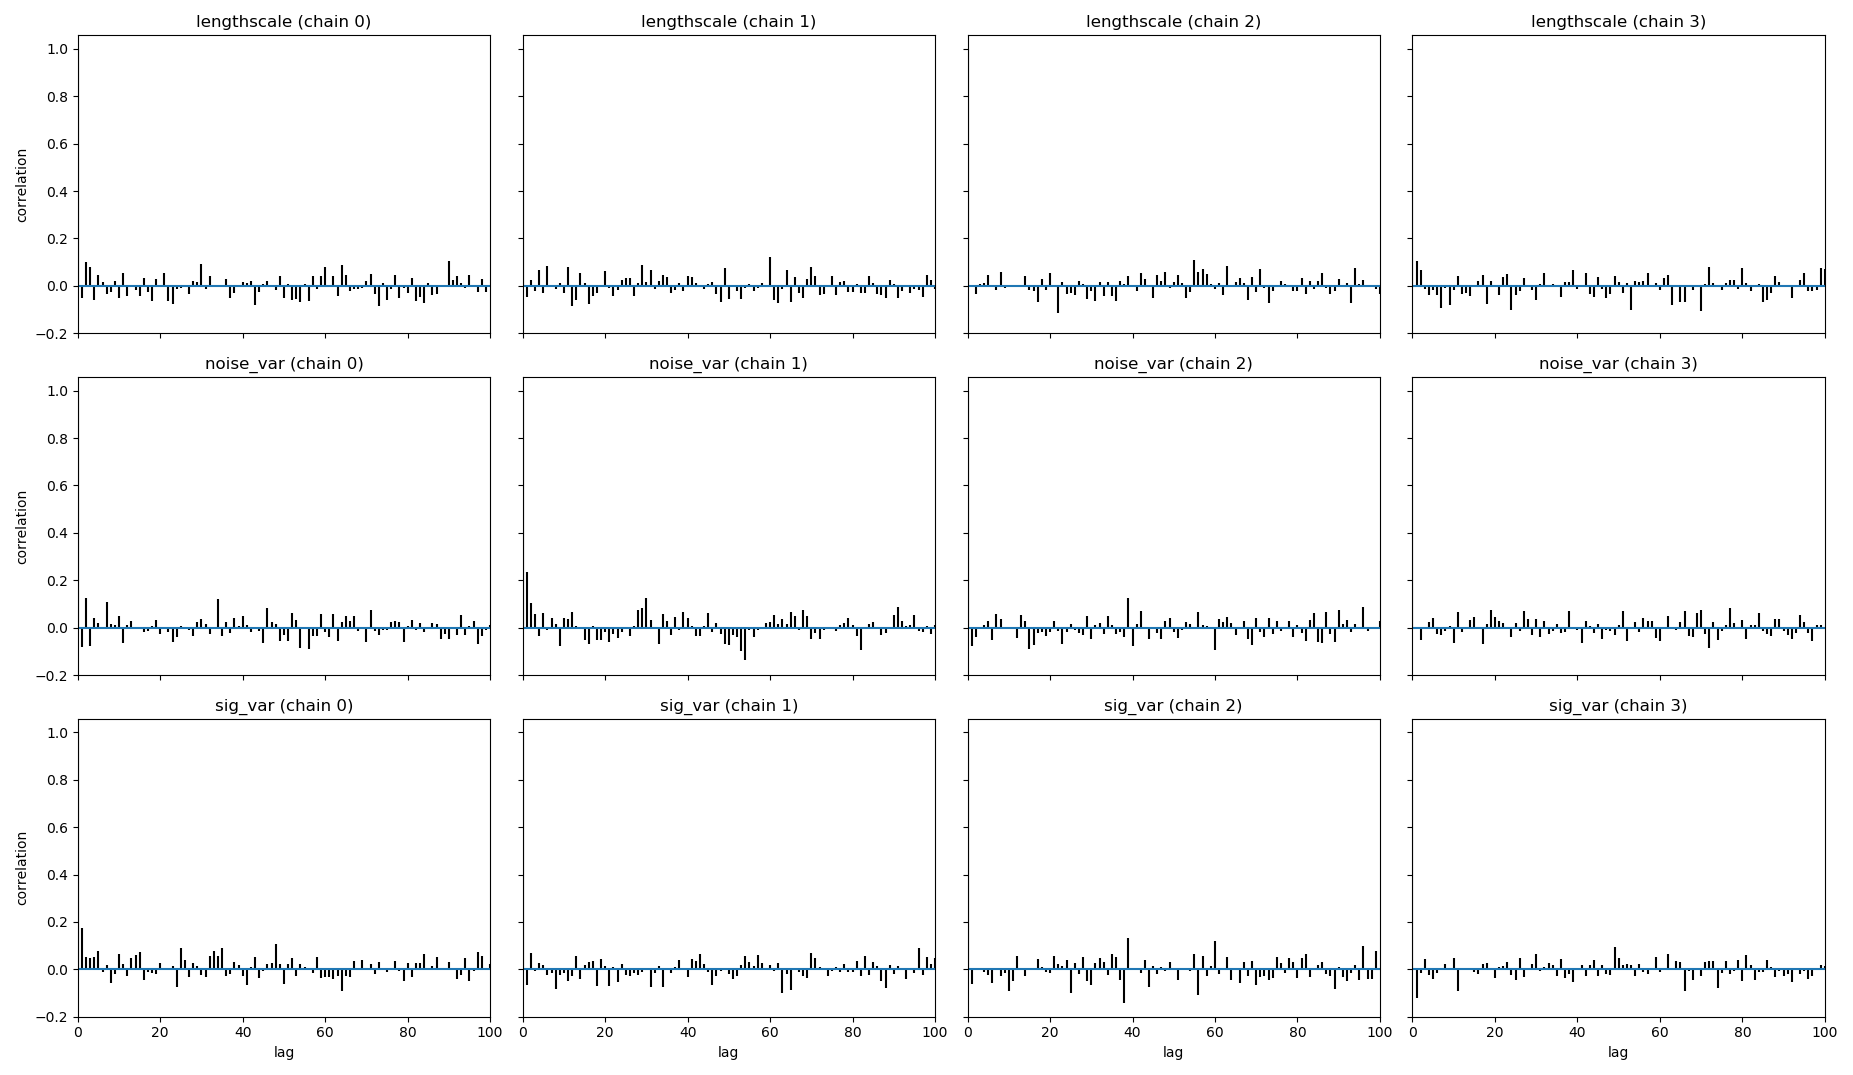 lengthscale (chain 0) lengthscale (chain 1) lengthscale (chain 2) lengthscale (chain 3)
1.0
0.8
0.6
0.4
0.2
0.0
−0.2
correlation
noise_var (chain 0) noise_var (chain 1) noise_var (chain 2) noise_var (chain 3)
1.0
0.8
0.6
0.4
0.2
0.0
−0.2
correlation
sig_var (chain 0) sig_var (chain 1) sig_var (chain 2) sig_var (chain 3)
1.0
0.8
0.6
0.4
0.2
0.0
−0.2
correlation
0 20 40 60 80 100 0 20 40 60 80 100 0 20 40 60 80 100 0 20 40 60 80 100
lag lag lag lag